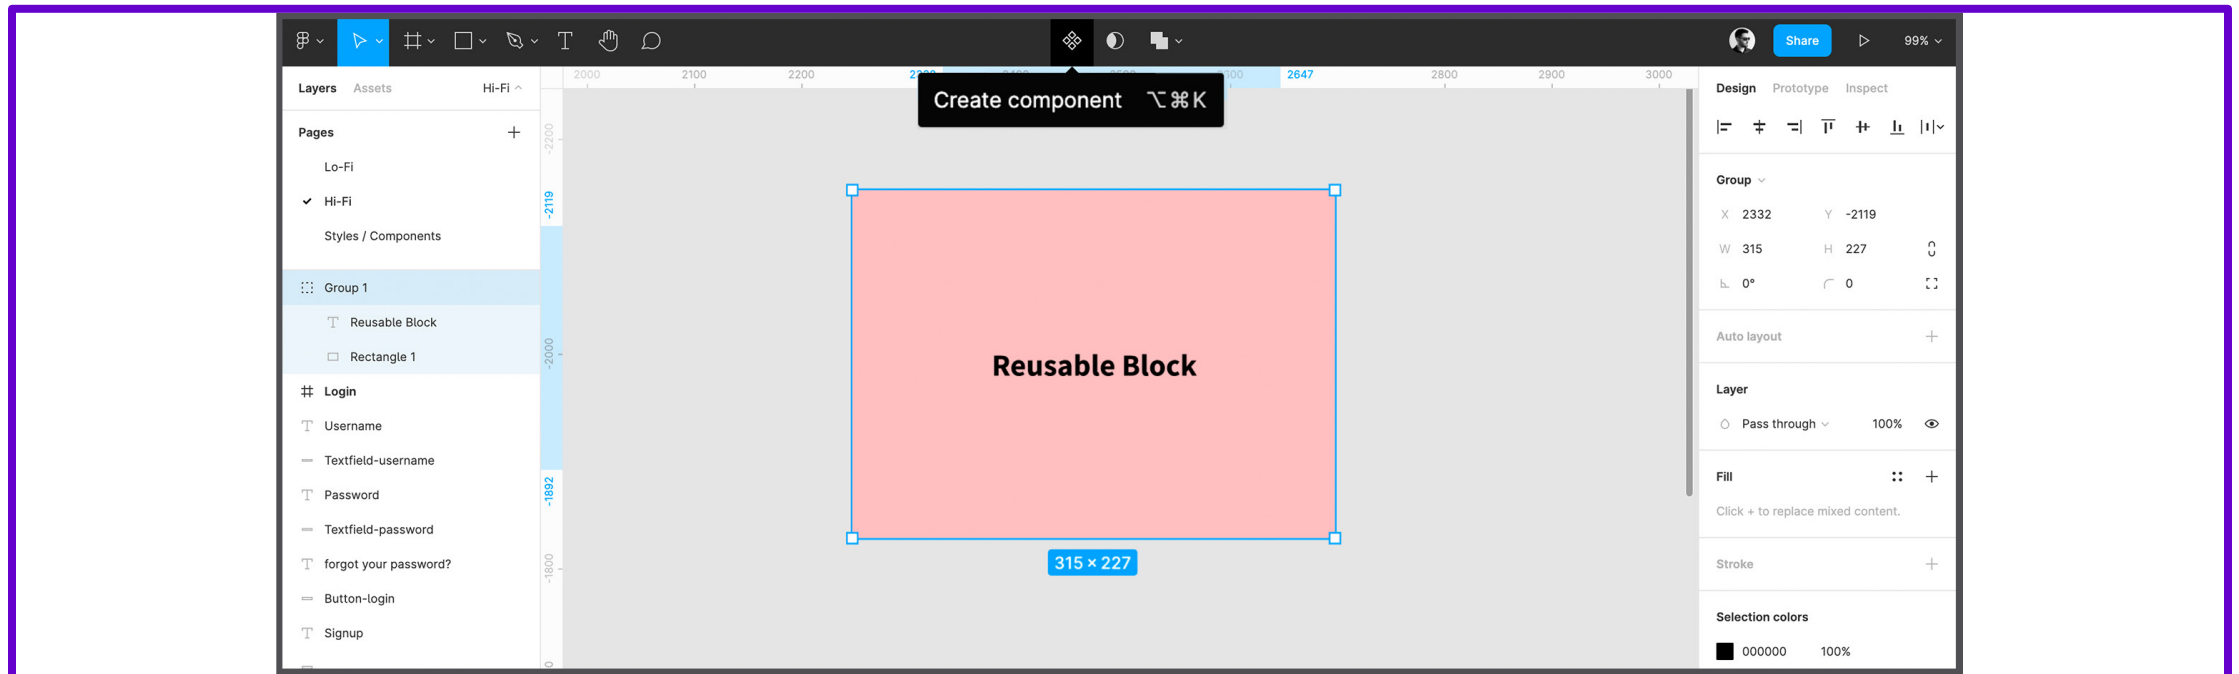 Share
99%
Layers Assets Hi-Fi
2000 2100 2200 2647 2800 2900 3000
Create component ⌥⌘K
Design Prototype Inspect
Pages
Lo-Fi
Hi-Fi
Styles / Components
Group 1
Reusable Block
Rectangle 1
Login
Username
Textfield-username
Password
Textfield-password
forgot your password?
Button-login
Signup
-2200
-2119
-2000
-1892
-1800
Reusable Block
315 × 227
Group
X 2332 Y -2119
W 315 H 227
0° 0
Auto layout
Layer
Pass through 100%
Fill
Click + to replace mixed content.
Stroke
Selection colors
000000 100%